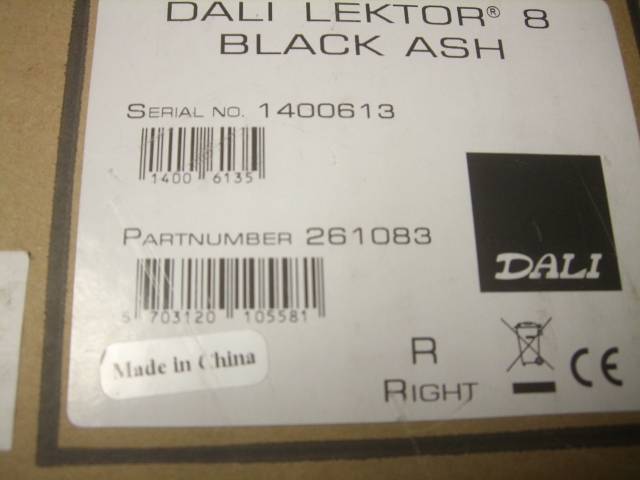 DALI LEKTOR® 8
BLACK ASH
SERIAL NO. 1400613
1400 6135
PARTNUMBER 261083
5 703120 105581
DALI
Made in China
R
RIGHT
CE